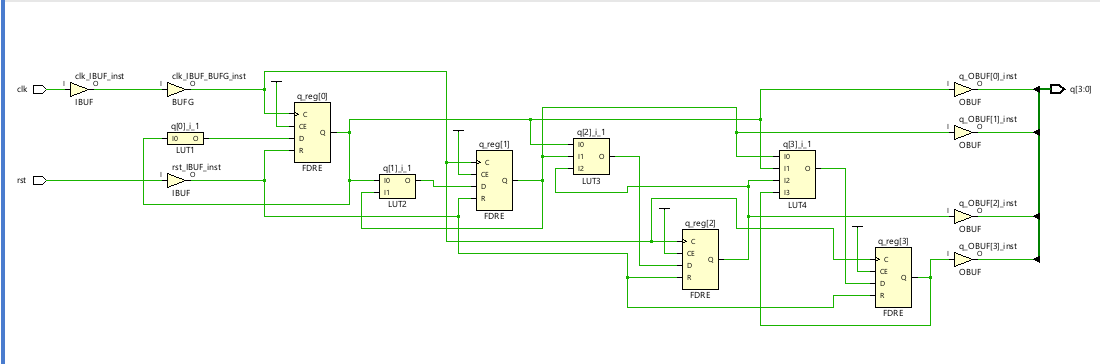 clk_IBUF_inst
clk
I
O
IBUF
clk_IBUF_BUFG_inst
I
O
BUFG
q[0]_i_1
I0
O
LUT1
rst_IBUF_inst
rst
I
O
IBUF
q_reg[0]
C
CE
D
R
Q
FDRE
q[1]_i_1
I0
O
I1
LUT2
q_reg[1]
C
CE
D
R
Q
FDRE
q[2]_i_1
I0
I1
O
I2
LUT3
q_reg[2]
C
CE
D
R
Q
FDRE
q[3]_i_1
I0
I1
O
I2
I3
LUT4
q_reg[3]
C
CE
D
R
Q
FDRE
q_OBUF[0]_inst
I
O
OBUF
q[3:0]
q_OBUF[1]_inst
I
O
OBUF
q_OBUF[2]_inst
I
O
OBUF
q_OBUF[3]_inst
I
O
OBUF